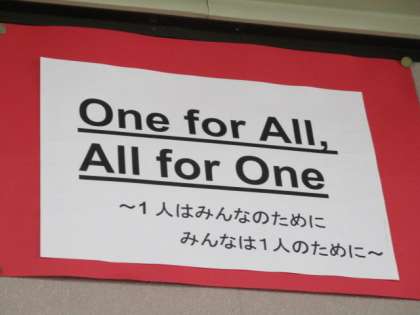 One for All,
All for One
～1人はみんなのために
みんなは1人のために～